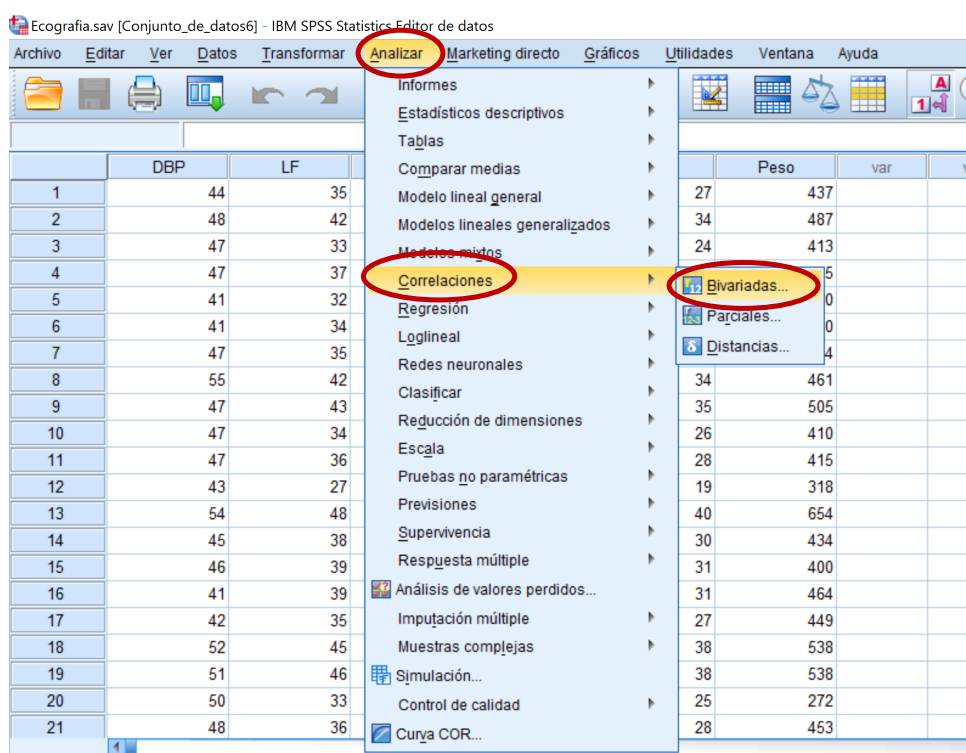 Ecografia.sav [Conjunto_de_datos6] - IBM SPSS Statistics Editor de datos
Archivo Editar Ver Datos Transformar Analizar Marketing directo Gráficos Utilidades Ventana Ayuda
Informes
Estadísticos descriptivos
Tablas
Comparar medias
Modelo lineal general
Modelos lineales generalizados
Modelos mixtos
Correlaciones
Regresión
Loglineal
Redes neuronales
Clasificar
Reducción de dimensiones
Escala
Pruebas no paramétricas
Previsiones
Supervivencia
Respuesta múltiple
Análisis de valores perdidos...
Imputación múltiple
Muestras complejas
Simulación...
Control de calidad
Curva COR...
Bivariadas...
Parciales...
Distancias...
DBP LF Peso var
1 44 35 27 437
2 48 42 34 487
3 47 33 24 413
4 47 37 5
5 41 32 0
6 41 34 0
7 47 35 4
8 55 42 34 461
9 47 43 35 505
10 47 34 26 410
11 47 36 28 415
12 43 27 19 318
13 54 48 40 654
14 45 38 30 434
15 46 39 31 400
16 41 39 31 464
17 42 35 27 449
18 52 45 38 538
19 51 46 38 538
20 50 33 25 272
21 48 36 28 453